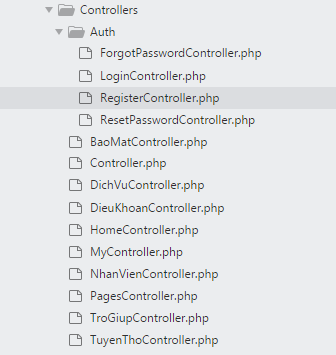 Controllers
Auth
ForgotPasswordController.php
LoginController.php
RegisterController.php
ResetPasswordController.php
BaoMatController.php
Controller.php
DichVuController.php
DieuKhoanController.php
HomeController.php
MyController.php
NhanVienController.php
PagesController.php
TroGiupController.php
TuyenThoController.php